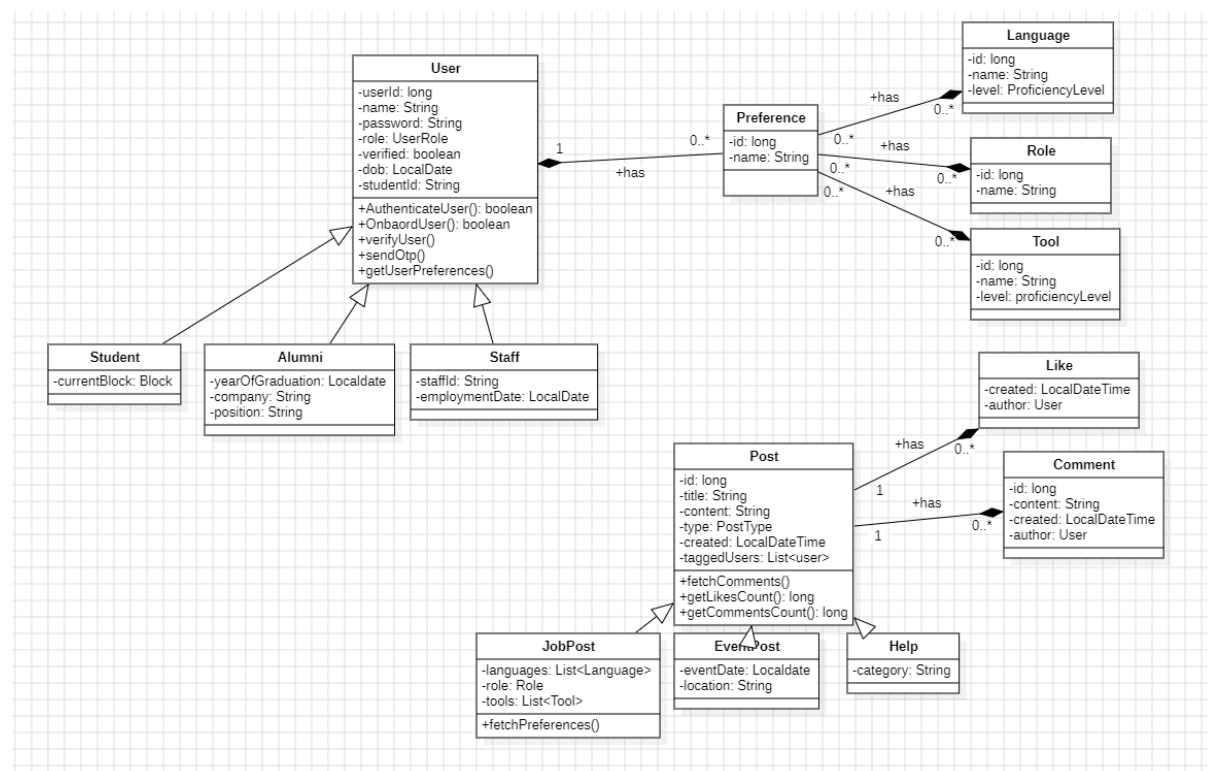 User
-userId: long
-name: String
-password: String
-role: UserRole
-verified: boolean
-dob: LocalDate
-studentId: String
+AuthenticateUser(): boolean
+OnbaordUser(): boolean
+verifyUser()
+sendOtp()
+getUserPreferences()
1
0..*
+has
Preference
-id: long
-name: String
+has
0..*
0..*
Language
-id: long
-name: String
-level: ProficiencyLevel
+has
0..*
0..*
Role
-id: long
-name: String
+has
0..*
0..*
Tool
-id: long
-name: String
-level: proficiencyLevel
Student
-currentBlock: Block
Alumni
-yearOfGraduation: Localdate
-company: String
-position: String
Staff
-staffId: String
-employmentDate: LocalDate
Like
-created: LocalDateTime
-author: User
+has
0..*
1
Comment
-id: long
-content: String
-created: LocalDateTime
-author: User
+has
0..*
1
Post
-id: long
-title: String
-content: String
-type: PostType
-created: LocalDateTime
-taggedUsers: List<user>
+fetchComments()
+getLikesCount(): long
+getCommentsCount(): long
JobPost
-languages: List<Language>
-role: Role
-tools: List<Tool>
+fetchPreferences()
EventPost
-eventDate: Localdate
-location: String
Help
-category: String